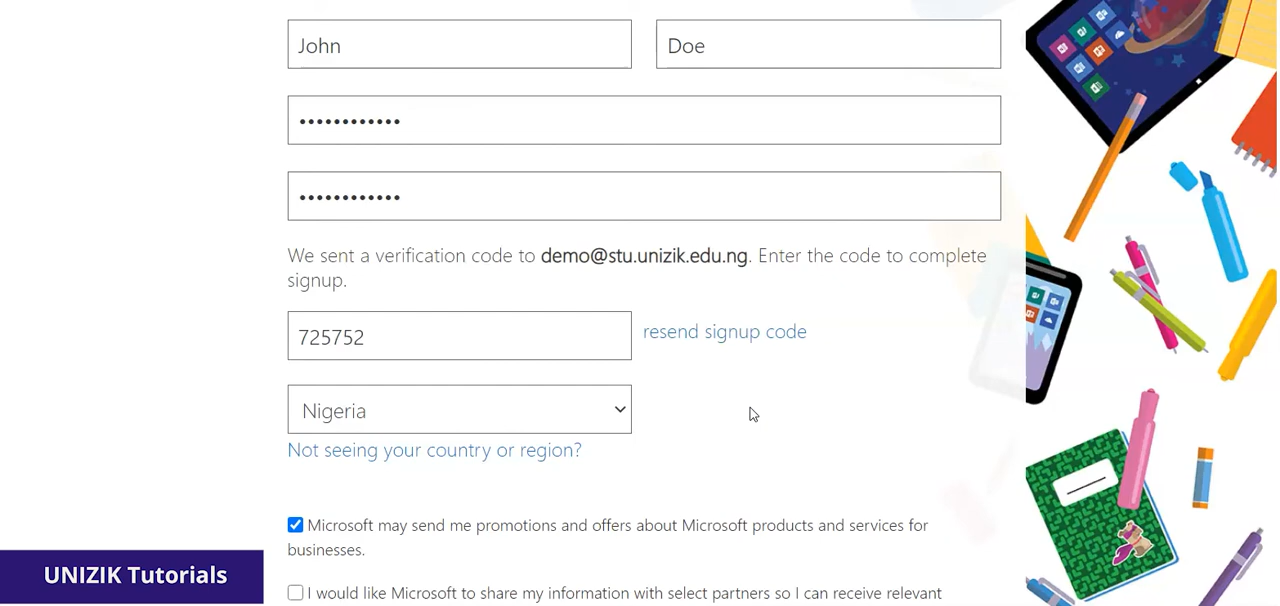 John
Doe
••••••••••••
••••••••••••
We sent a verification code to demo@stu.unizik.edu.ng. Enter the code to complete
signup.
725752
resend signup code
Nigeria
Not seeing your country or region?
Microsoft may send me promotions and offers about Microsoft products and services for
businesses.
I would like Microsoft to share my information with select partners so I can receive relevant
UNIZIK Tutorials